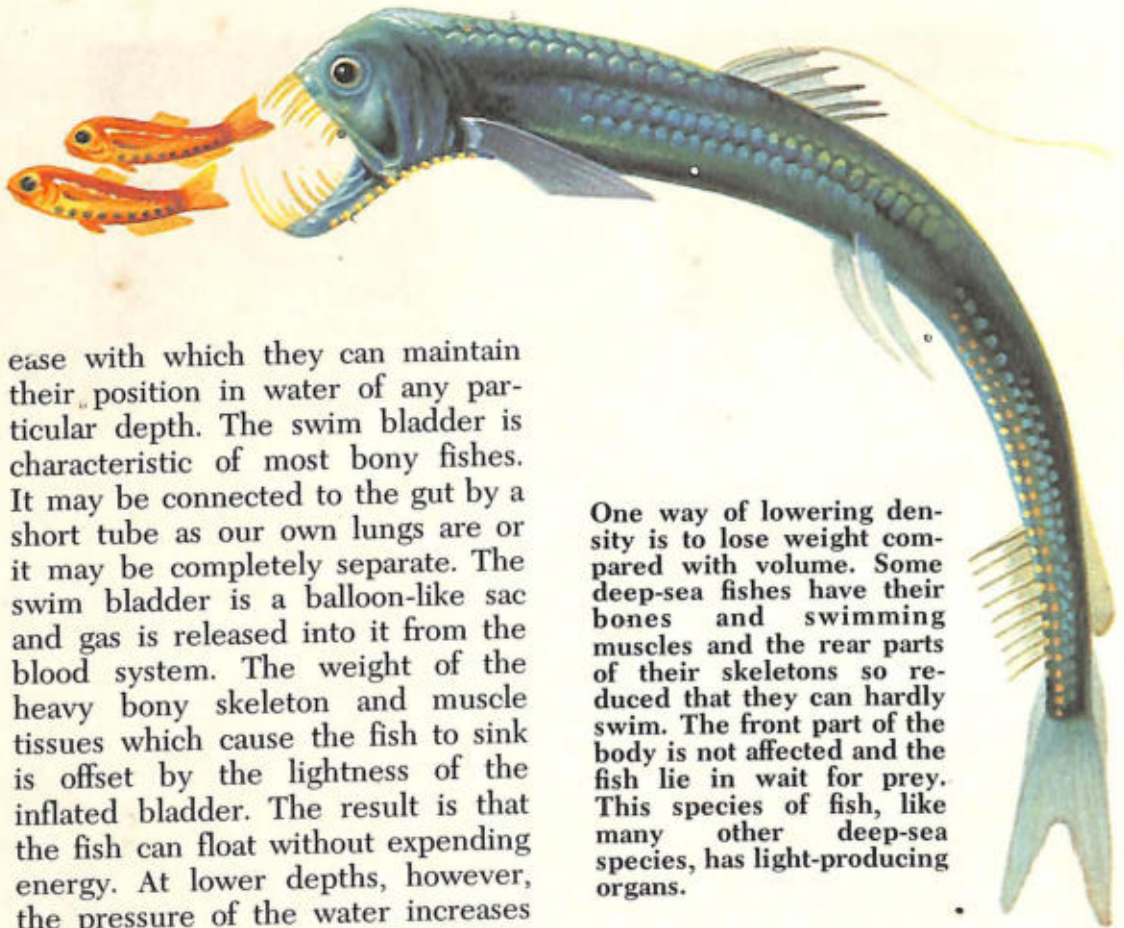 ease with which they can maintain
their position in water of any par-
ticular depth. The swim bladder is
characteristic of most bony fishes.
It may be connected to the gut by a
short tube as our own lungs are or
it may be completely separate. The
swim bladder is a balloon-like sac
and gas is released into it from the
blood system. The weight of the
heavy bony skeleton and muscle
tissues which cause the fish to sink
is offset by the lightness of the
inflated bladder. The result is that
the fish can float without expending
energy. At lower depths, however,
the pressure of the water increases
One way of lowering den-
sity is to lose weight com-
pared with volume. Some
deep-sea fishes have their
bones and swimming
muscles and the rear parts
of their skeletons so re-
duced that they can hardly
swim. The front part of the
body is not affected and the
fish lie in wait for prey.
This species of fish, like
many other deep-sea
species, has light-producing
organs.